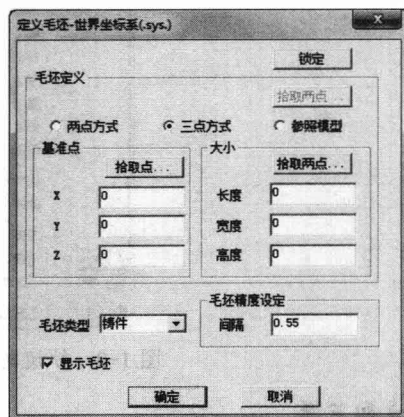 定义毛坯-世界坐标系(.sys.)
锁定
毛坯定义
拾取两点...
两点方式 三点方式 参照模型
基准点 大小
拾取点... 拾取两点...
X 0 长度 0
Y 0 宽度 0
Z 0 高度 0
毛坯精度设定
毛坯类型 铸件 间隔 0.55
显示毛坯
确定 取消